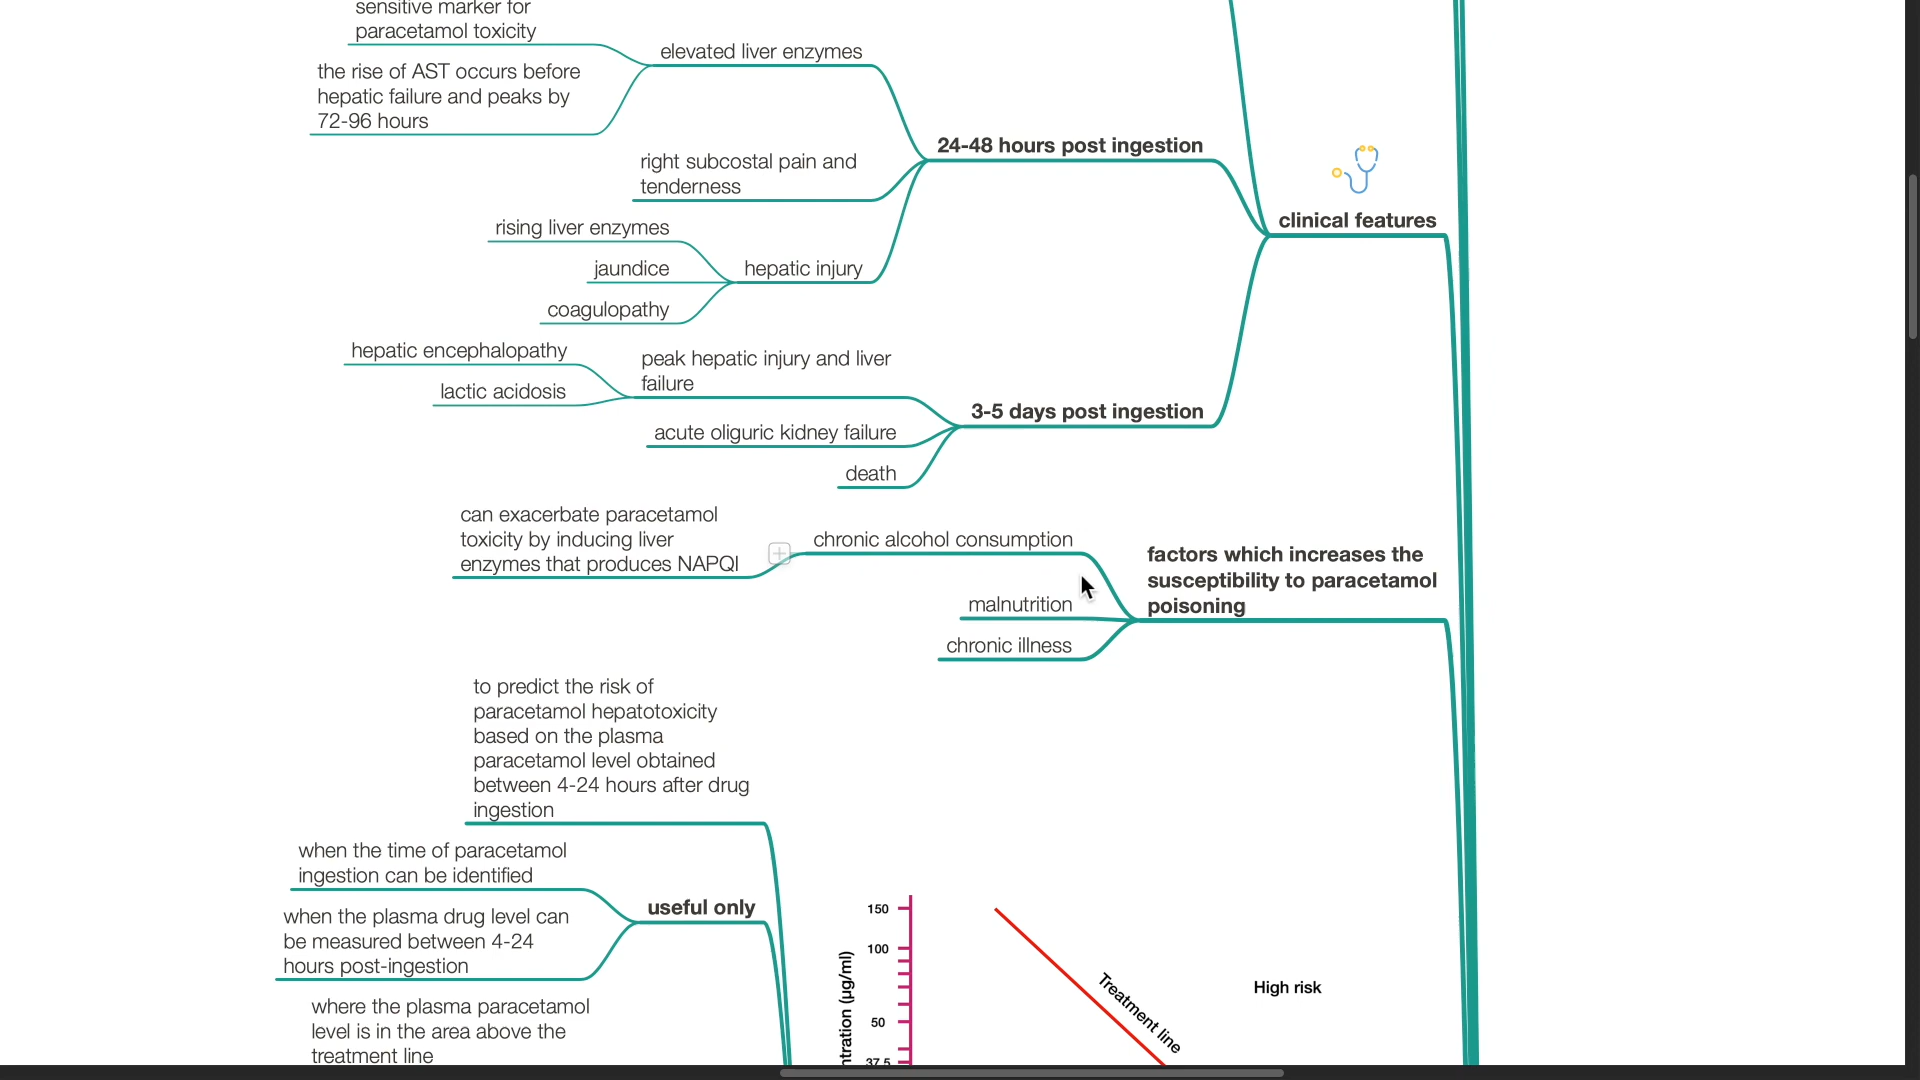 sensitive marker for
paracetamol toxicity
elevated liver enzymes
the rise of AST occurs before
hepatic failure and peaks by
72-96 hours
24-48 hours post ingestion
right subcostal pain and
tenderness
rising liver enzymes
jaundice
hepatic injury
coagulopathy
clinical features
hepatic encephalopathy
lactic acidosis
peak hepatic injury and liver
failure
3-5 days post ingestion
acute oliguric kidney failure
death
can exacerbate paracetamol
toxicity by inducing liver
enzymes that produces NAPQI
chronic alcohol consumption
factors which increases the
susceptibility to paracetamol
poisoning
malnutrition
chronic illness
to predict the risk of
paracetamol hepatotoxicity
based on the plasma
paracetamol level obtained
between 4-24 hours after drug
ingestion
when the time of paracetamol
ingestion can be identified
useful only
when the plasma drug level can
be measured between 4-24
hours post-ingestion
where the plasma paracetamol
level is in the area above the
treatment line
150
100
50
37.5
ntration (µg/ml)
Treatment line
High risk